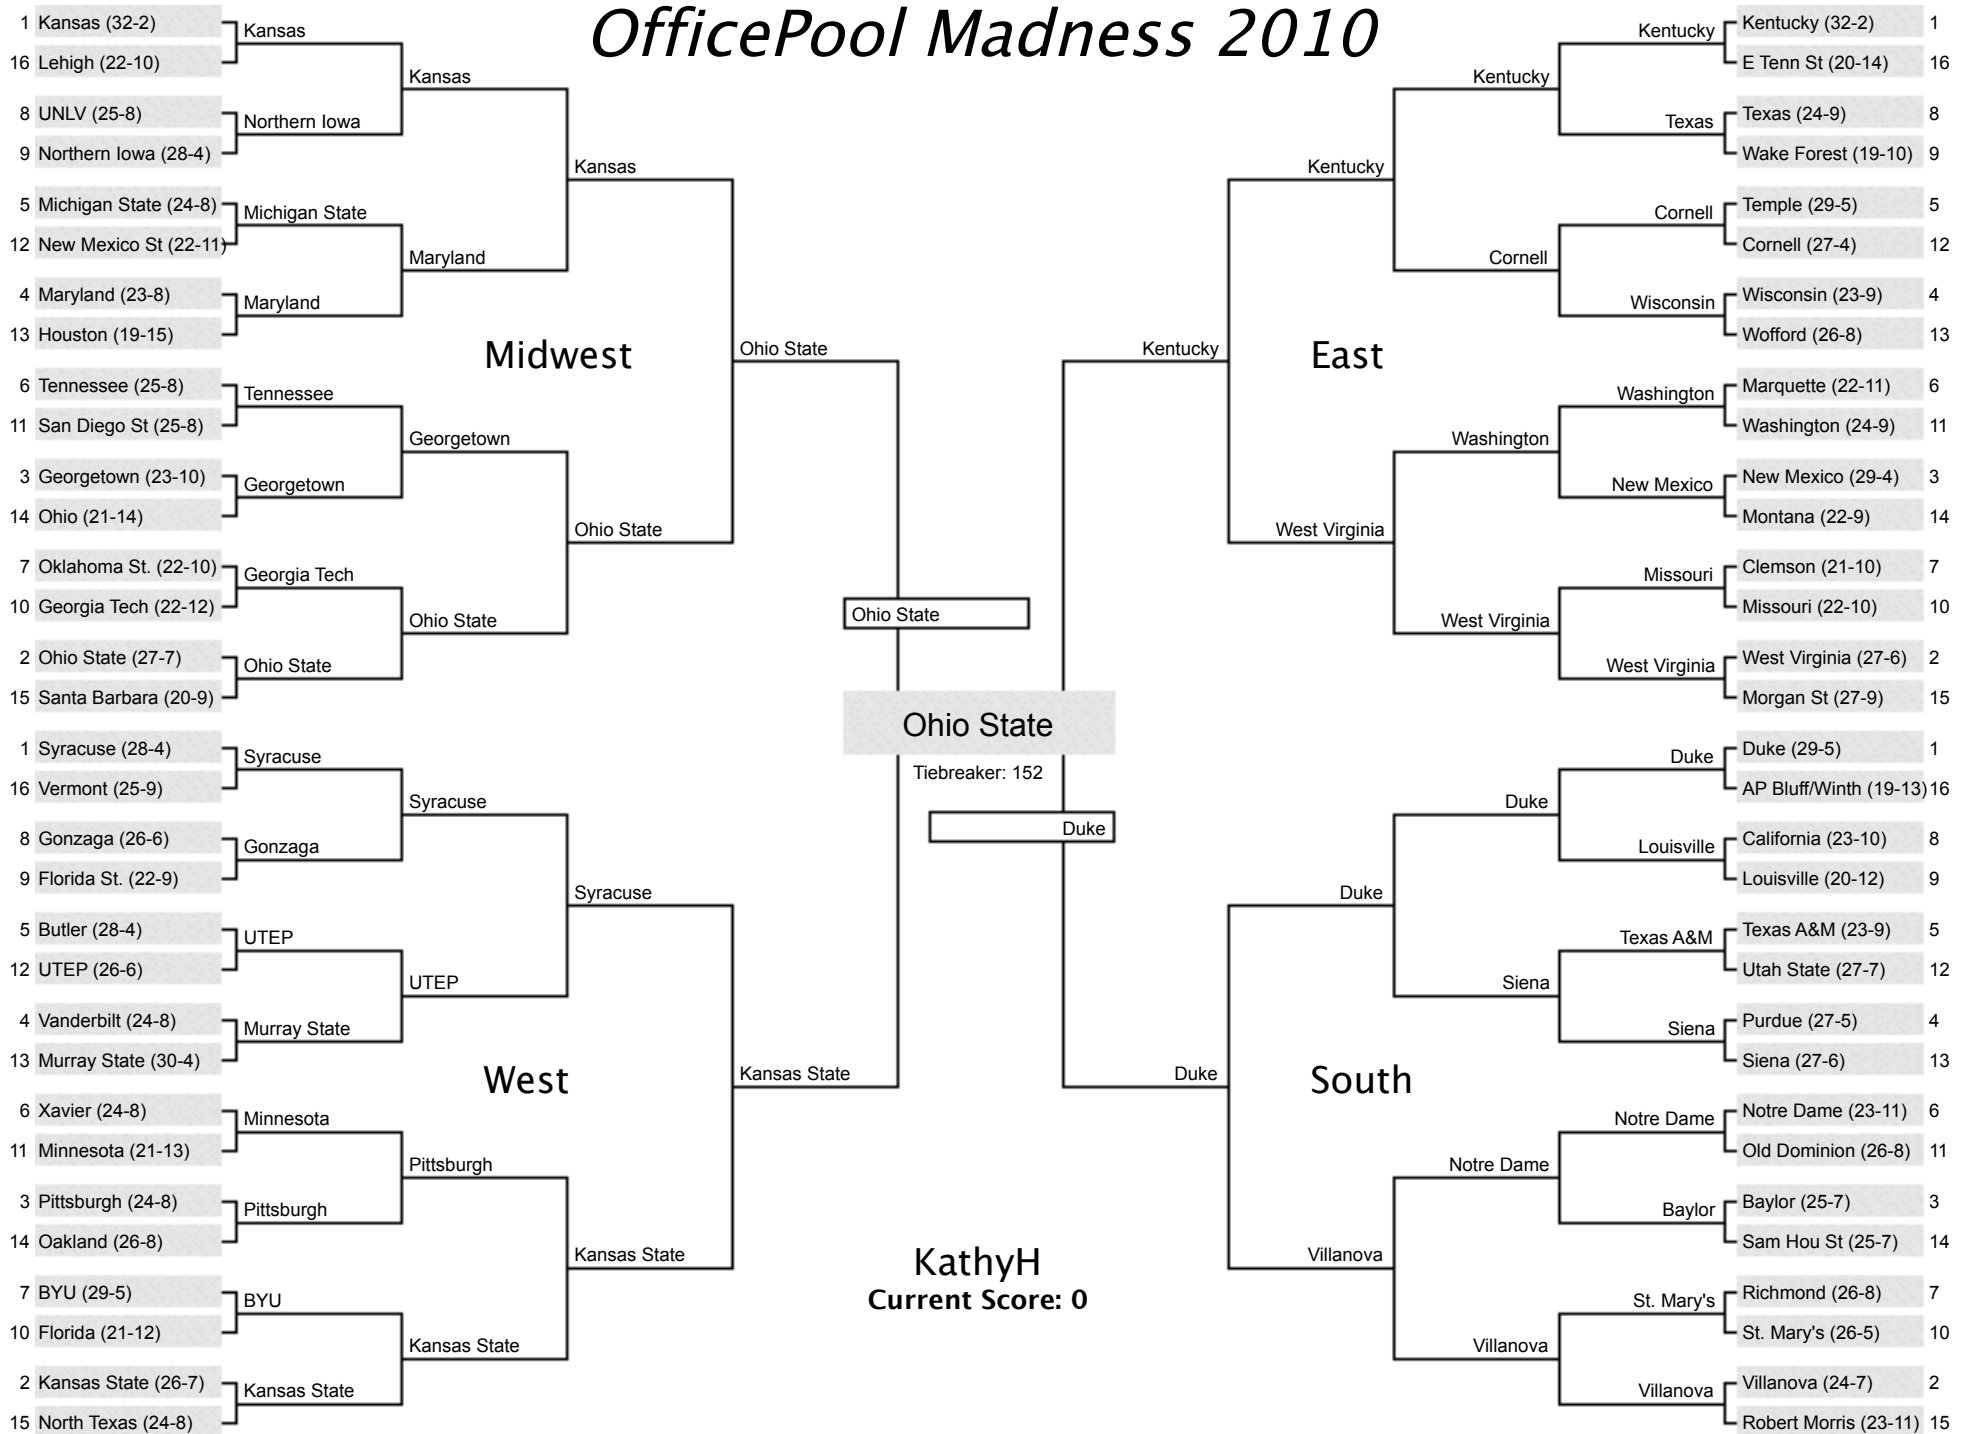 OfficePool Madness 2010
1 Kansas (32-2)
16 Lehigh (22-10)
8 UNLV (25-8)
9 Northern Iowa (28-4)
5 Michigan State (24-8)
12 New Mexico St (22-11)
4 Maryland (23-8)
13 Houston (19-15)
6 Tennessee (25-8)
11 San Diego St (25-8)
3 Georgetown (23-10)
14 Ohio (21-14)
7 Oklahoma St. (22-10)
10 Georgia Tech (22-12)
2 Ohio State (27-7)
15 Santa Barbara (20-9)
Kansas
Northern Iowa
Michigan State
Maryland
Tennessee
Georgetown
Georgia Tech
Ohio State
Kansas
Maryland
Georgetown
Ohio State
Kansas
Ohio State
Midwest
Ohio State
1 Syracuse (28-4)
16 Vermont (25-9)
8 Gonzaga (26-6)
9 Florida St. (22-9)
5 Butler (28-4)
12 UTEP (26-6)
4 Vanderbilt (24-8)
13 Murray State (30-4)
6 Xavier (24-8)
11 Minnesota (21-13)
3 Pittsburgh (24-8)
14 Oakland (26-8)
7 BYU (29-5)
10 Florida (21-12)
2 Kansas State (26-7)
15 North Texas (24-8)
Syracuse
Gonzaga
UTEP
Murray State
Minnesota
Pittsburgh
BYU
Kansas State
Syracuse
UTEP
Pittsburgh
Kansas State
Syracuse
Kansas State
West
Kansas State
Ohio State
Ohio State
Tiebreaker: 152
Duke
KathyH
Current Score: 0
Kentucky (32-2) 1
E Tenn St (20-14) 16
Texas (24-9) 8
Wake Forest (19-10) 9
Temple (29-5) 5
Cornell (27-4) 12
Wisconsin (23-9) 4
Wofford (26-8) 13
Marquette (22-11) 6
Washington (24-9) 11
New Mexico (29-4) 3
Montana (22-9) 14
Clemson (21-10) 7
Missouri (22-10) 10
West Virginia (27-6) 2
Morgan St (27-9) 15
Kentucky
Texas
Cornell
Wisconsin
Washington
New Mexico
Missouri
West Virginia
Kentucky
Cornell
Washington
West Virginia
Kentucky
West Virginia
East
Kentucky
Duke (29-5) 1
AP Bluff/Winth (19-13) 16
California (23-10) 8
Louisville (20-12) 9
Texas A&M (23-9) 5
Utah State (27-7) 12
Purdue (27-5) 4
Siena (27-6) 13
Notre Dame (23-11) 6
Old Dominion (26-8) 11
Baylor (25-7) 3
Sam Hou St (25-7) 14
Richmond (26-8) 7
St. Mary's (26-5) 10
Villanova (24-7) 2
Robert Morris (23-11) 15
Duke
Louisville
Texas A&M
Siena
Notre Dame
Baylor
St. Mary's
Villanova
Duke
Siena
Notre Dame
Villanova
Duke
Villanova
South
Duke